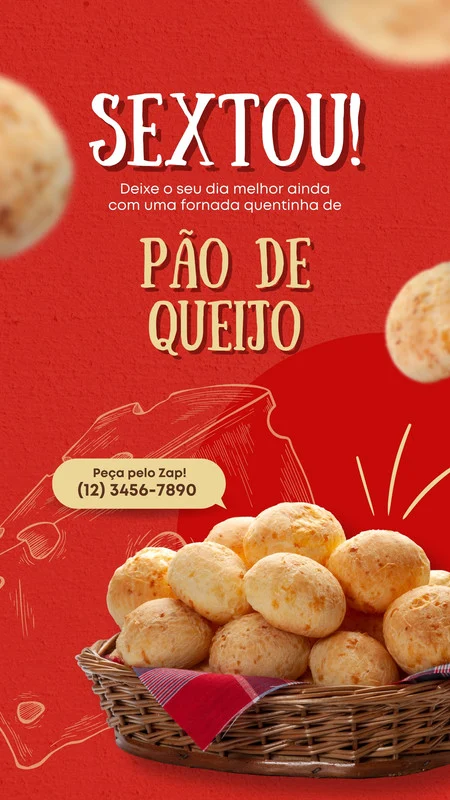 SEXTOU!
Deixe o seu dia melhor ainda
com uma fornada quentinha de
PÃO DE
QUEIJO
Peça pelo Zap!
(12) 3456-7890